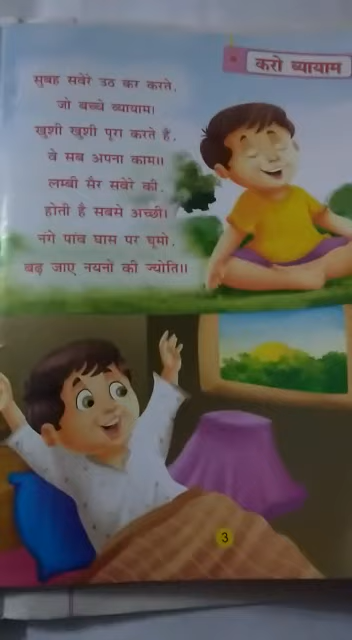 करो व्यायाम
सुबह सवेरे उठ कर करते,
जो बच्चे व्यायाम।
खुशी खुशी पूरा करते हैं,
वे सब अपना काम॥
लम्बी सैर सवेरे की,
होती है सबसे अच्छी।
नंगे पांव घास पर घूमो,
बढ़ जाए नयनों की ज्योति॥
3